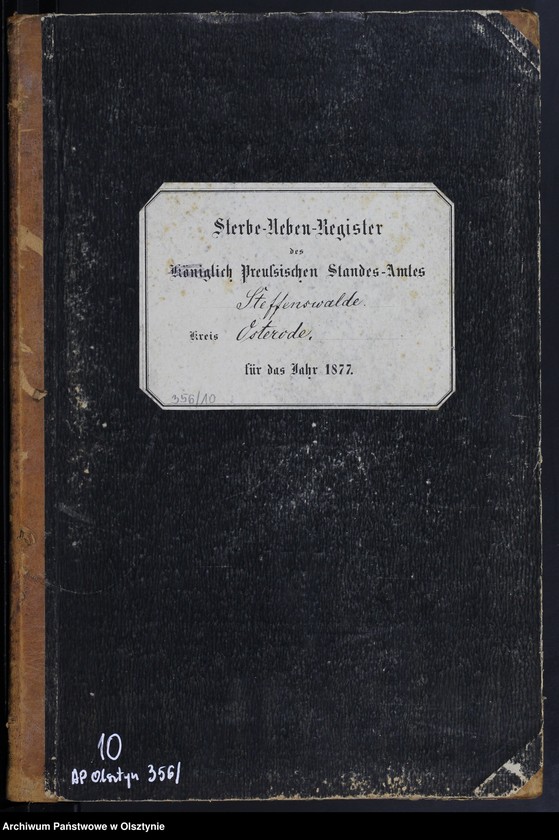 Sterbe-Neben-Register
des
Königlich Preußsischen Standes-Amtes
Steffenswalde.
Kreis Osterode.
für das Jahr 1877.
356/10
10
AP Olsztyn 356/
Archiwum Państwowe w Olsztynie